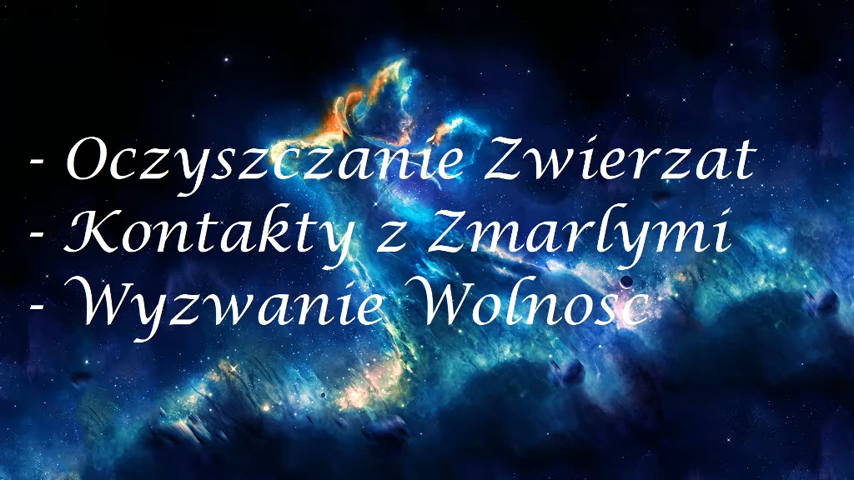 - Oczyszczanie Zwierzat
- Kontakty z Zmarlymi
- Wyzwanie Wolnosc